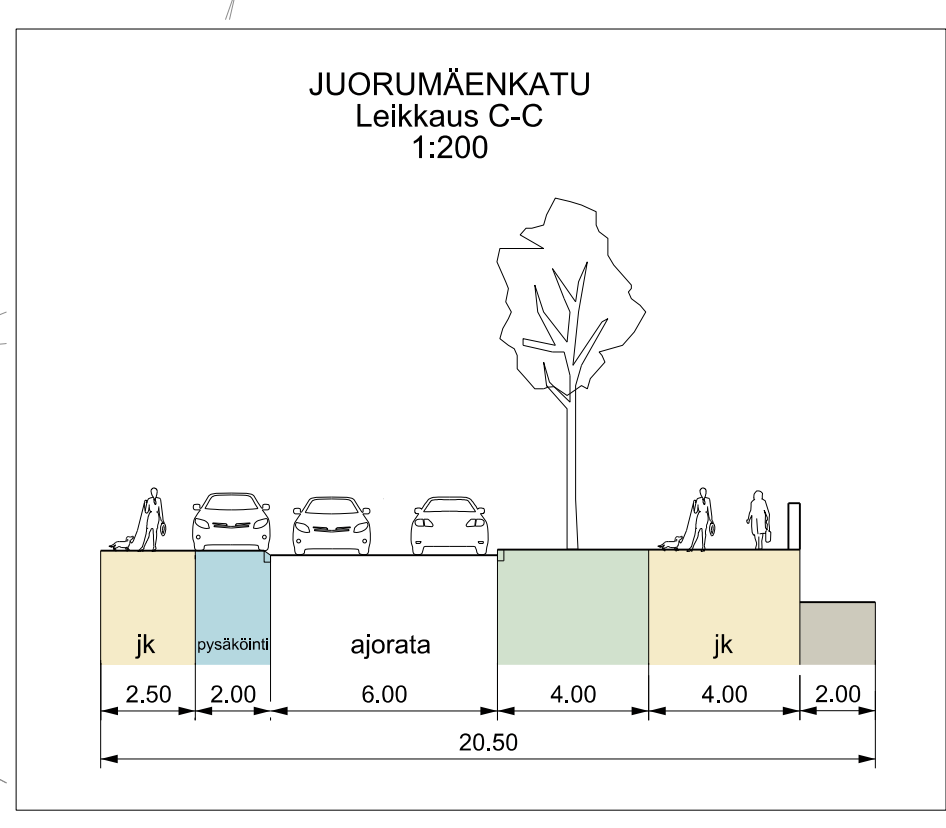 JUORUMÄENKATU
Leikkaus C-C
1:200
jk pysäköinti ajorata jk
2.50 2.00 6.00 4.00 4.00 2.00
20.50